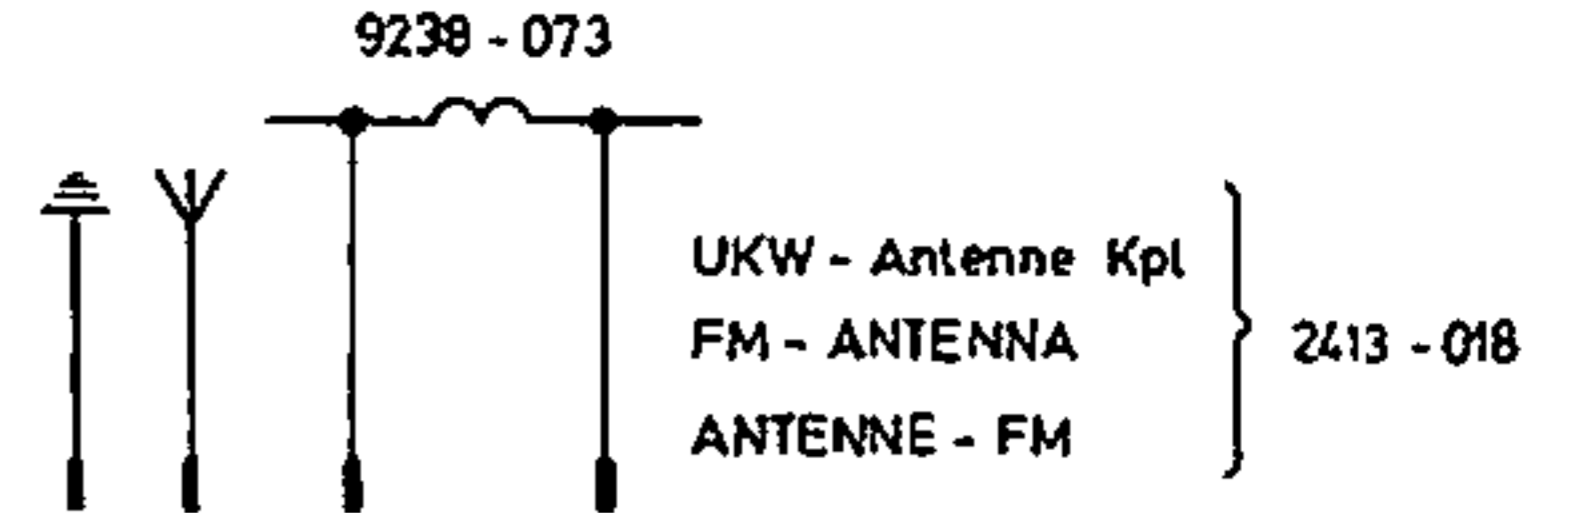 9238 - 073
UKW - Antenne Kpl
FM - ANTENNA
ANTENNE - FM
2413 - 018